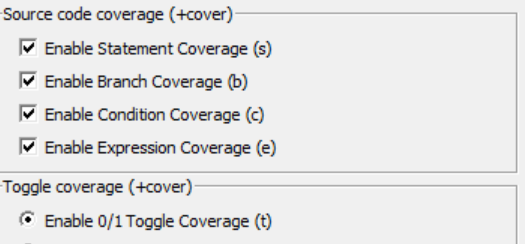 Source code coverage (+cover)
Enable Statement Coverage (s)
Enable Branch Coverage (b)
Enable Condition Coverage (c)
Enable Expression Coverage (e)
Toggle coverage (+cover)
Enable 0/1 Toggle Coverage (t)